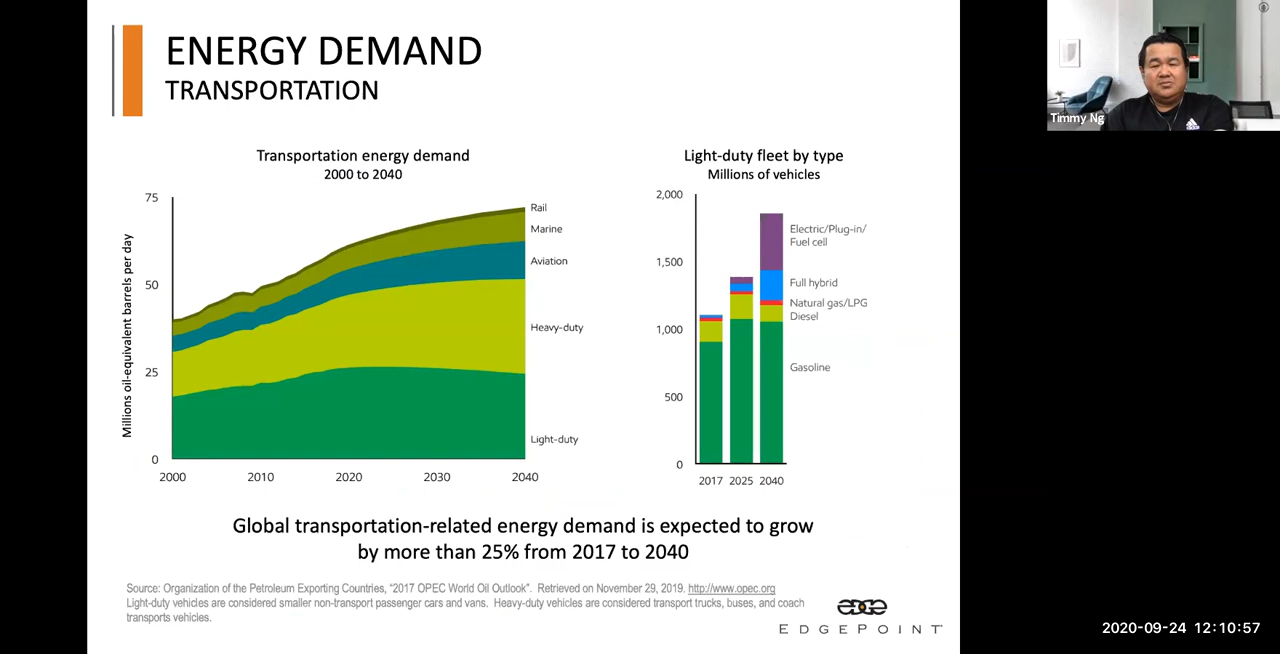 ENERGY DEMAND
TRANSPORTATION
Timmy Ng
Transportation energy demand
2000 to 2040
Millions oil-equivalent barrels per day
75
50
25
0
2000 2010 2020 2030 2040
Rail
Marine
Aviation
Heavy-duty
Light-duty
Light-duty fleet by type
Millions of vehicles
2,000
1,500
1,000
500
0
2017 2025 2040
Electric/Plug-in/
Fuel cell
Full hybrid
Natural gas/LPG
Diesel
Gasoline
Global transportation-related energy demand is expected to grow
by more than 25% from 2017 to 2040
Source: Organization of the Petroleum Exporting Countries, “2017 OPEC World Oil Outlook”. Retrieved on November 29, 2019. http://www.opec.org
Light-duty vehicles are considered smaller non-transport passenger cars and vans. Heavy-duty vehicles are considered transport trucks, buses, and coach
transports vehicles.
edge
EDGEPOINT
2020-09-24 12:10:57